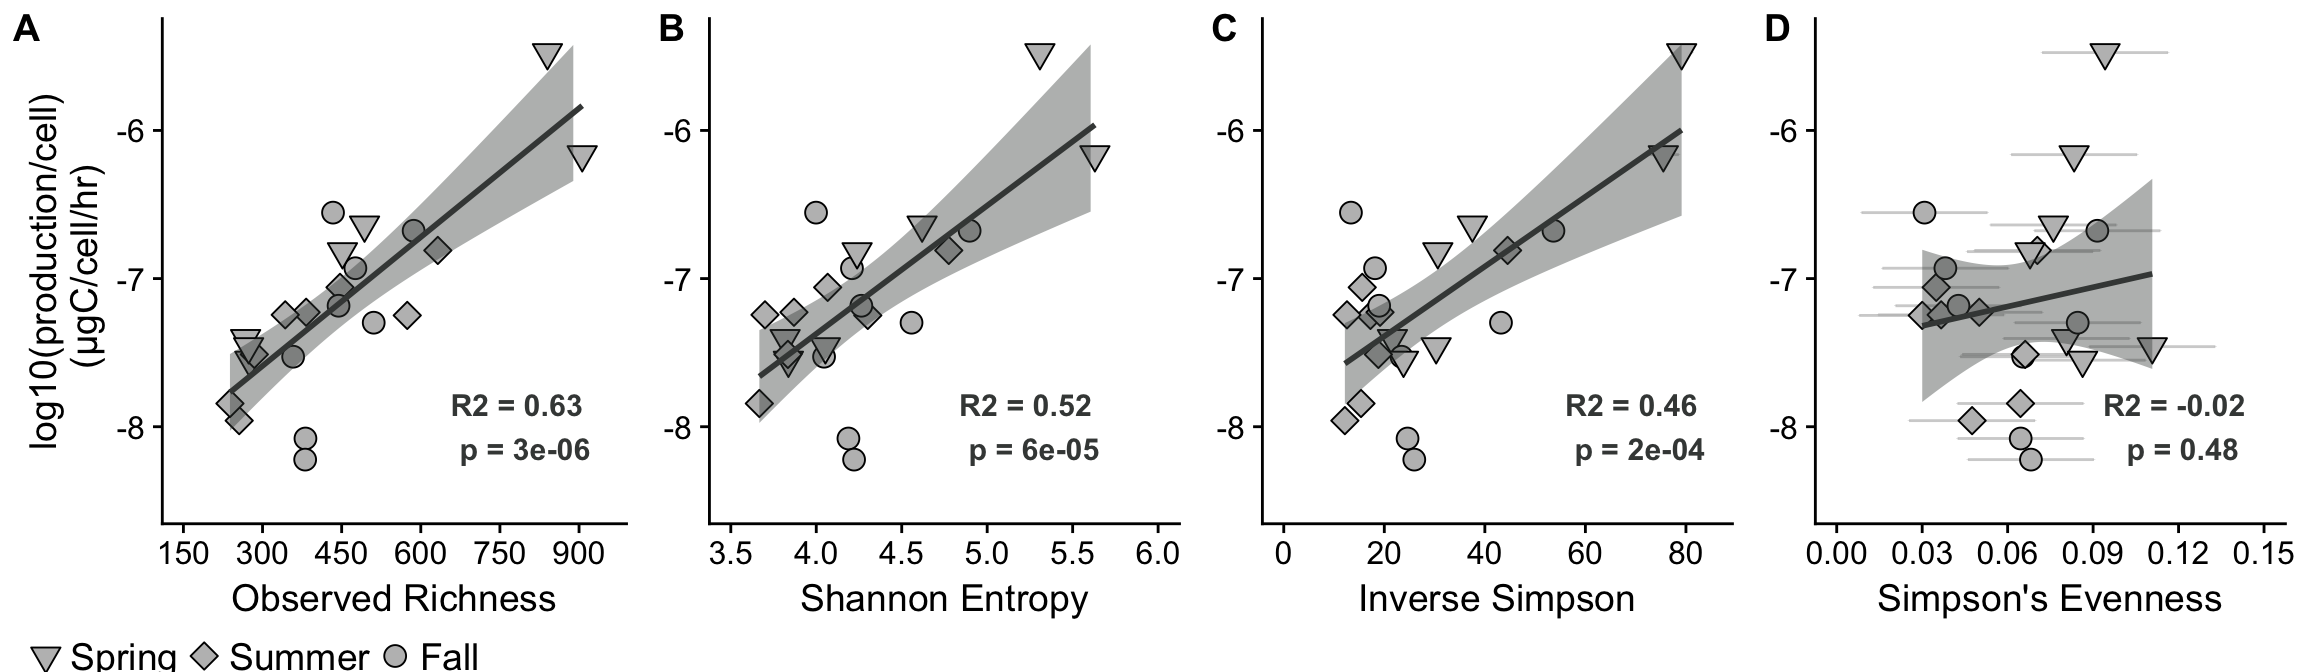 A
B
C
D
log10(production/cell)
(µgC/cell/hr)
-6
-7
-8
R2 = 0.63
p = 3e-06
150 300 450 600 750 900
Observed Richness
-6
-7
-8
R2 = 0.52
p = 6e-05
3.5 4.0 4.5 5.0 5.5 6.0
Shannon Entropy
-6
-7
-8
R2 = 0.46
p = 2e-04
0 20 40 60 80
Inverse Simpson
-6
-7
-8
R2 = -0.02
p = 0.48
0.00 0.03 0.06 0.09 0.12 0.15
Simpson's Evenness
Spring Summer Fall